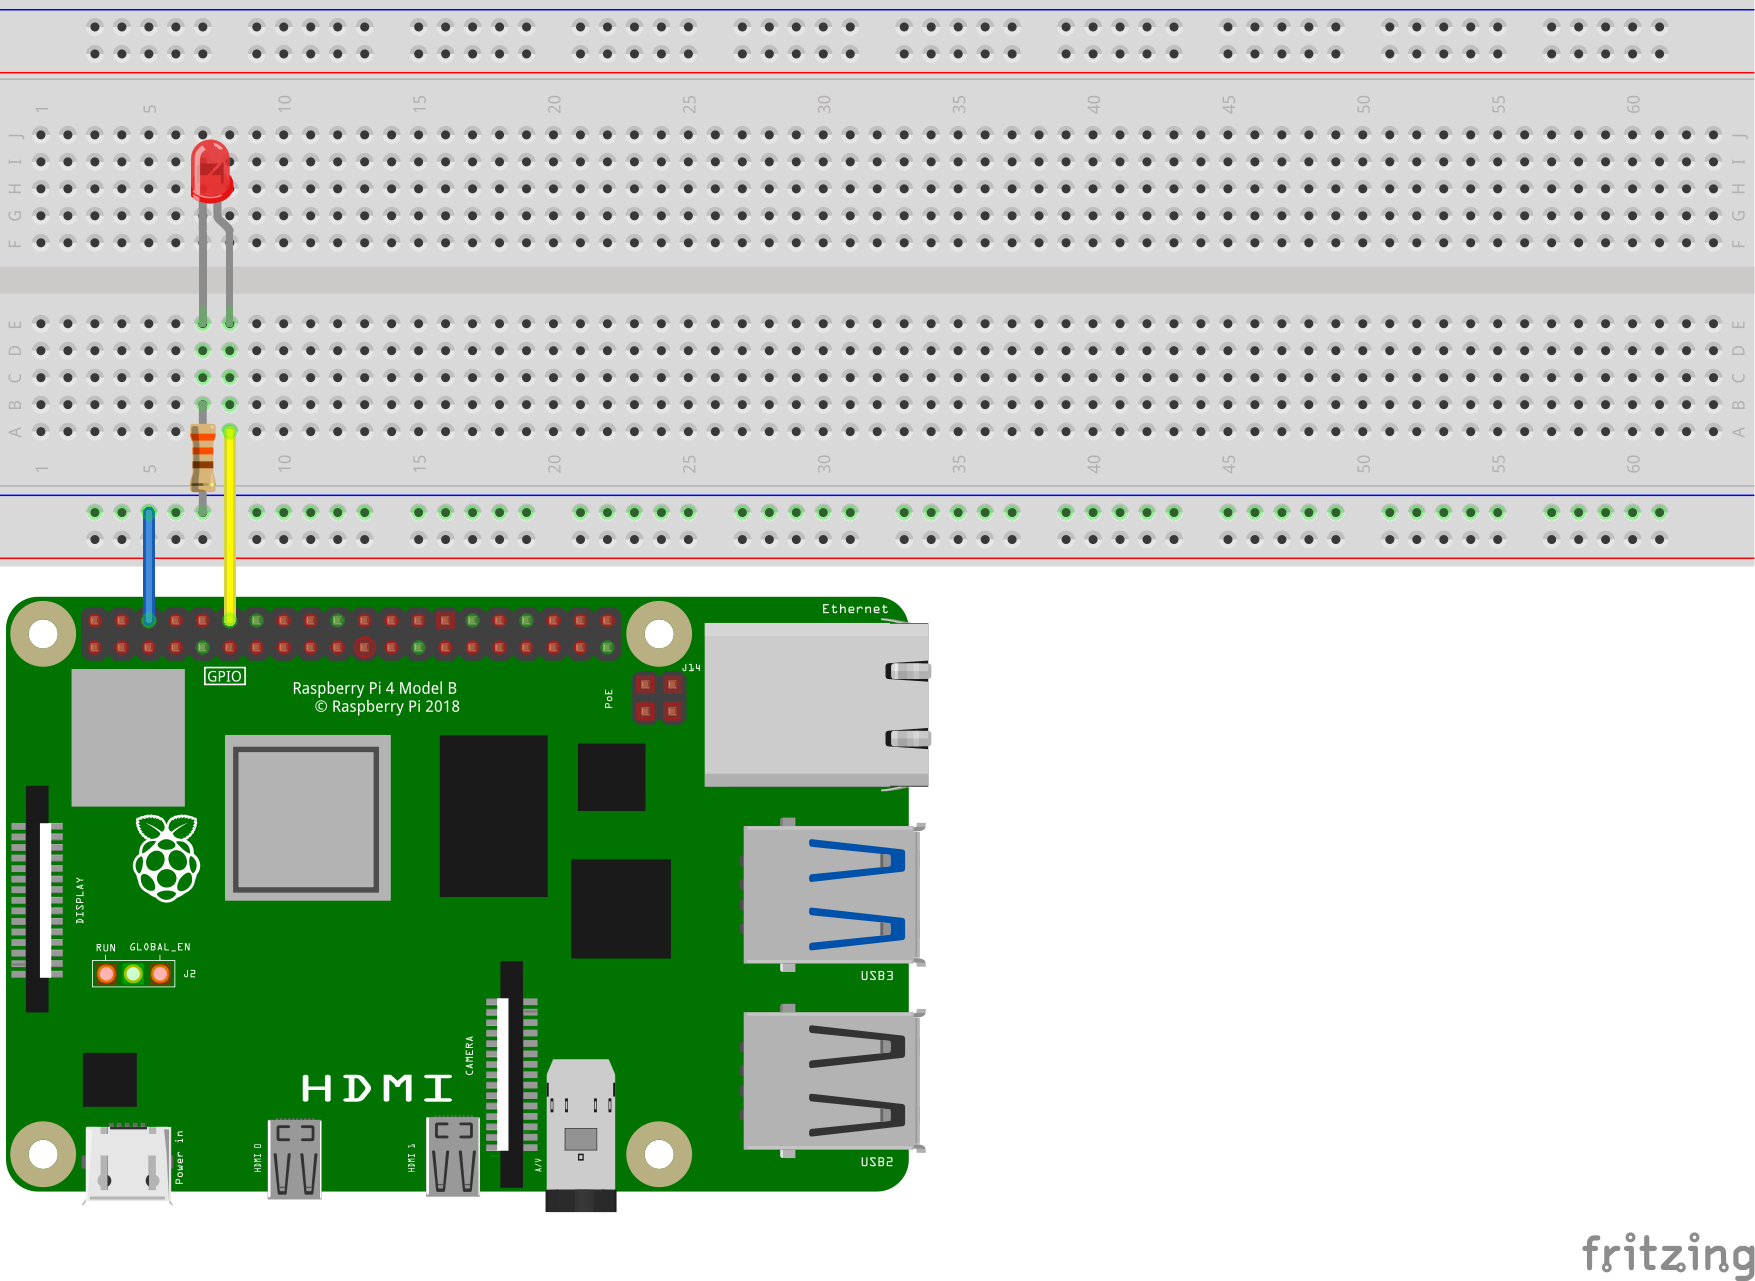 1 5 10 15 20 25 30 35 40 45 50 55 60
J J
I I
H H
G G
F F
E E
D D
C C
B B
A A
1 5 10 15 20 25 30 35 40 45 50 55 60
Ethernet
J14
GPIO
Raspberry Pi 4 Model B
© Raspberry Pi 2018
PoE
DISPLAY
RUN GLOBAL_EN
J2
USB3
CAMERA
HDMI
Power in
HDMI 0
HDMI 1
A/V
USB2
fritzing